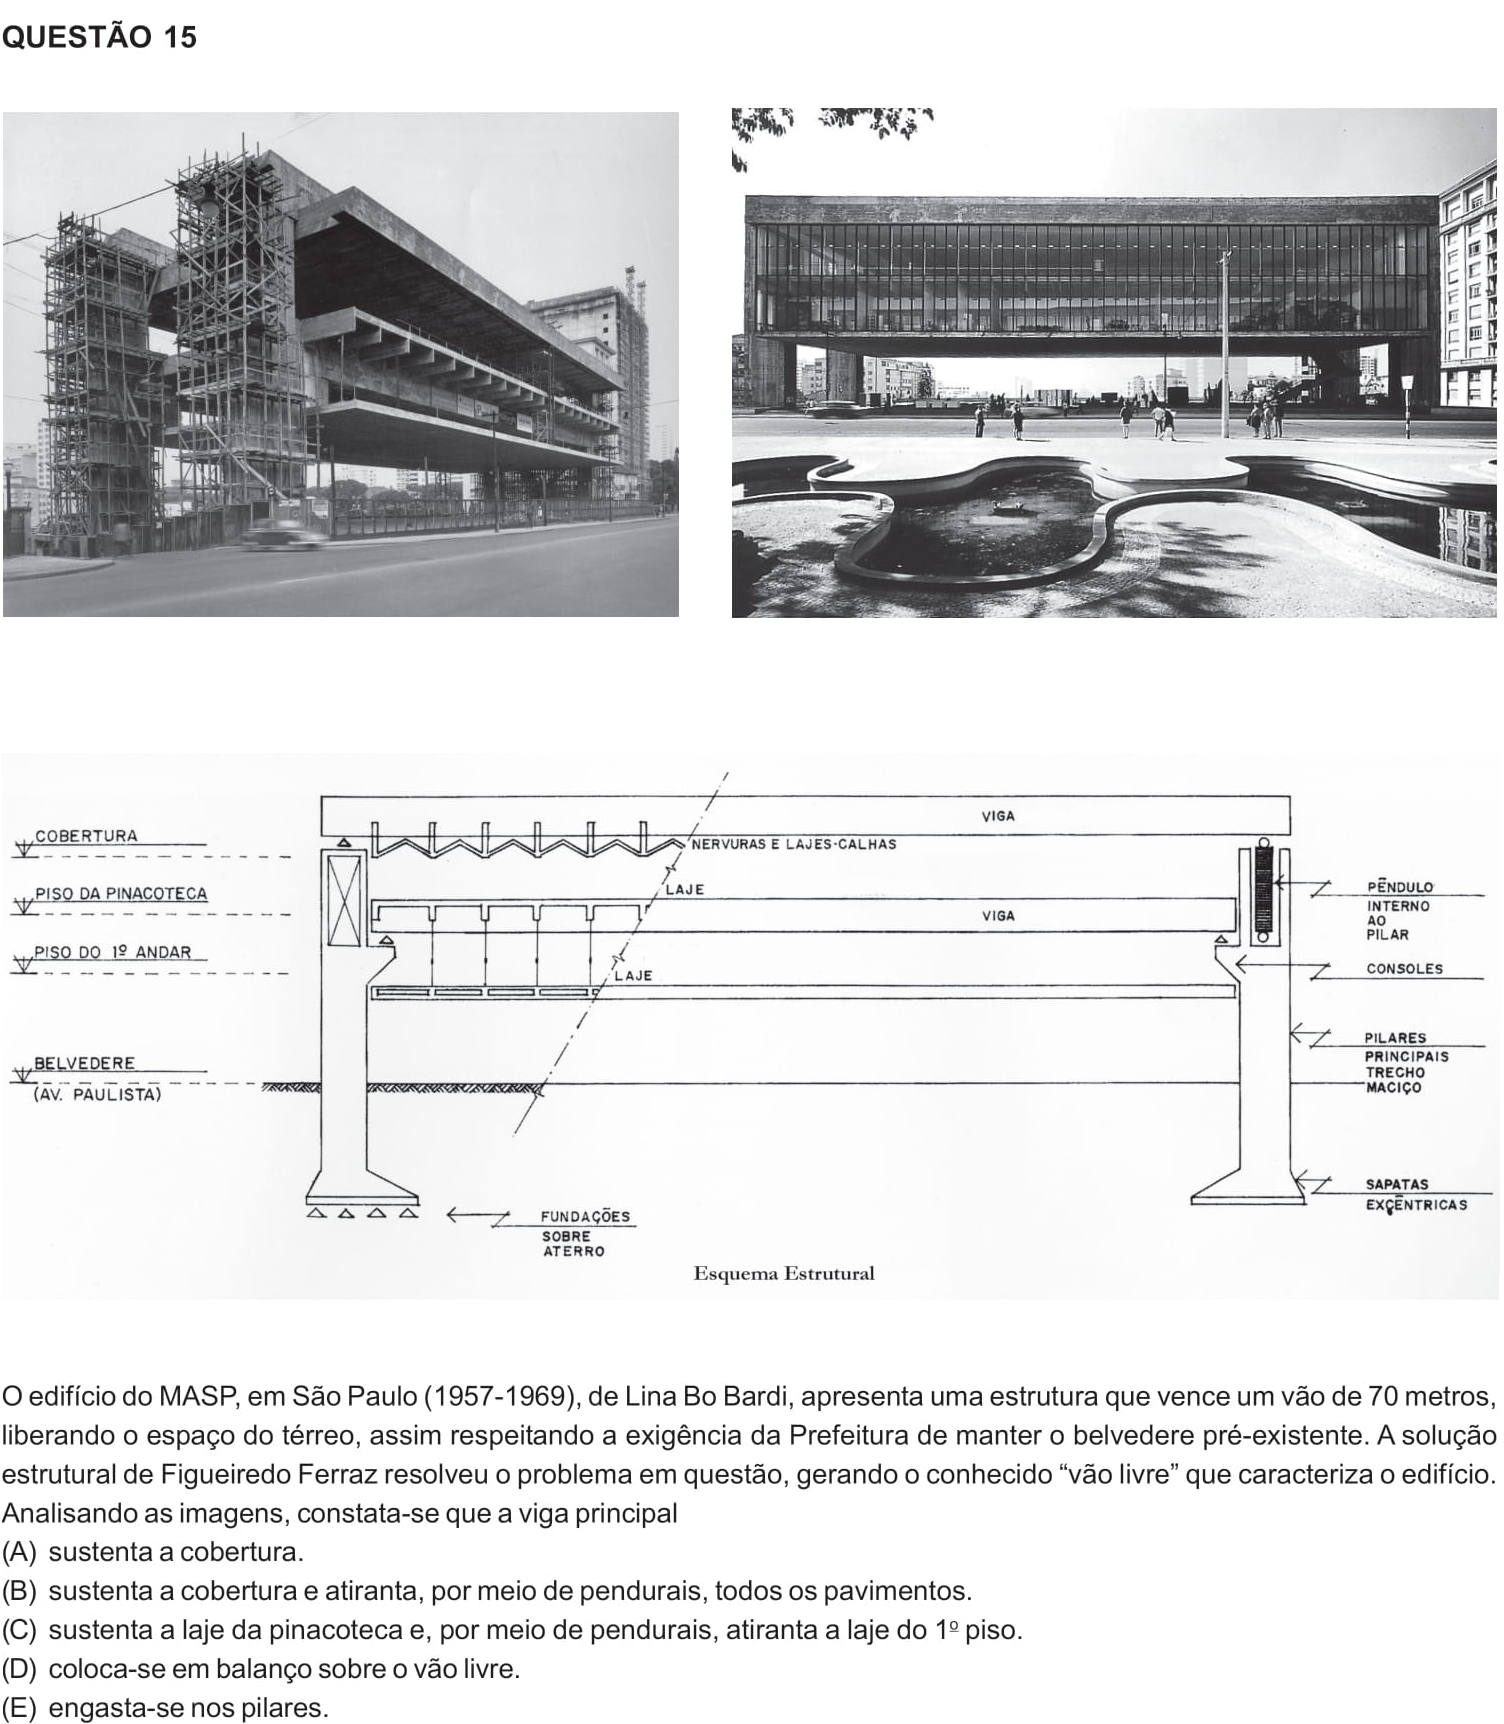 QUESTÃO 15
VIGA
COBERTURA
NERVURAS E LAJES-CALHAS
LAJE
PISO DA PINACOTECA
VIGA
PÊNDULO
INTERNO
AO
PILAR
PISO DO 1º ANDAR
LAJE
CONSOLES
PILARES
PRINCIPAIS
TRECHO
MACIÇO
BELVEDERE
(AV. PAULISTA)
SAPATAS
EXCÊNTRICAS
FUNDAÇÕES
SOBRE
ATERRO
Esquema Estrutural
O edifício do MASP, em São Paulo (1957-1969), de Lina Bo Bardi, apresenta uma estrutura que vence um vão de 70 metros,
liberando o espaço do térreo, assim respeitando a exigência da Prefeitura de manter o belvedere pré-existente. A solução
estrutural de Figueiredo Ferraz resolveu o problema em questão, gerando o conhecido “vão livre” que caracteriza o edifício.
Analisando as imagens, constata-se que a viga principal
(A) sustenta a cobertura.
(B) sustenta a cobertura e atiranta, por meio de pendurais, todos os pavimentos.
(C) sustenta a laje da pinacoteca e, por meio de pendurais, atiranta a laje do 1º piso.
(D) coloca-se em balanço sobre o vão livre.
(E) engasta-se nos pilares.